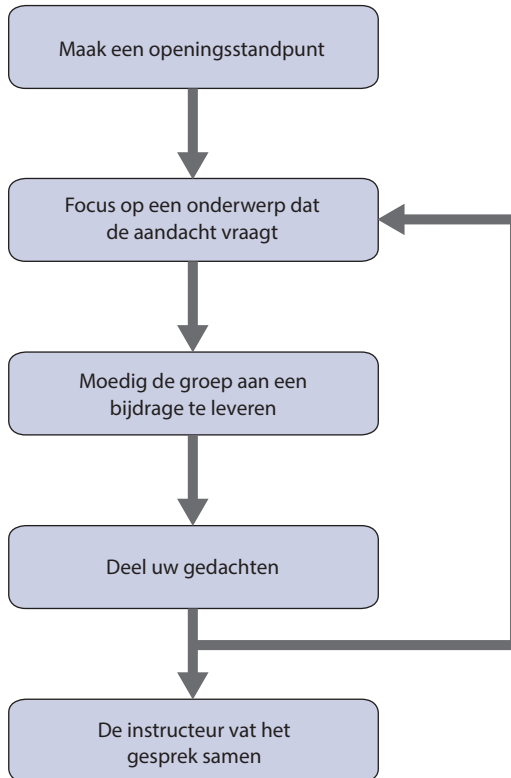 Maak een openingsstandpunt
Focus op een onderwerp dat
de aandacht vraagt
Moedig de groep aan een
bijdrage te leveren
Deel uw gedachten
De instructeur vat het
gesprek samen